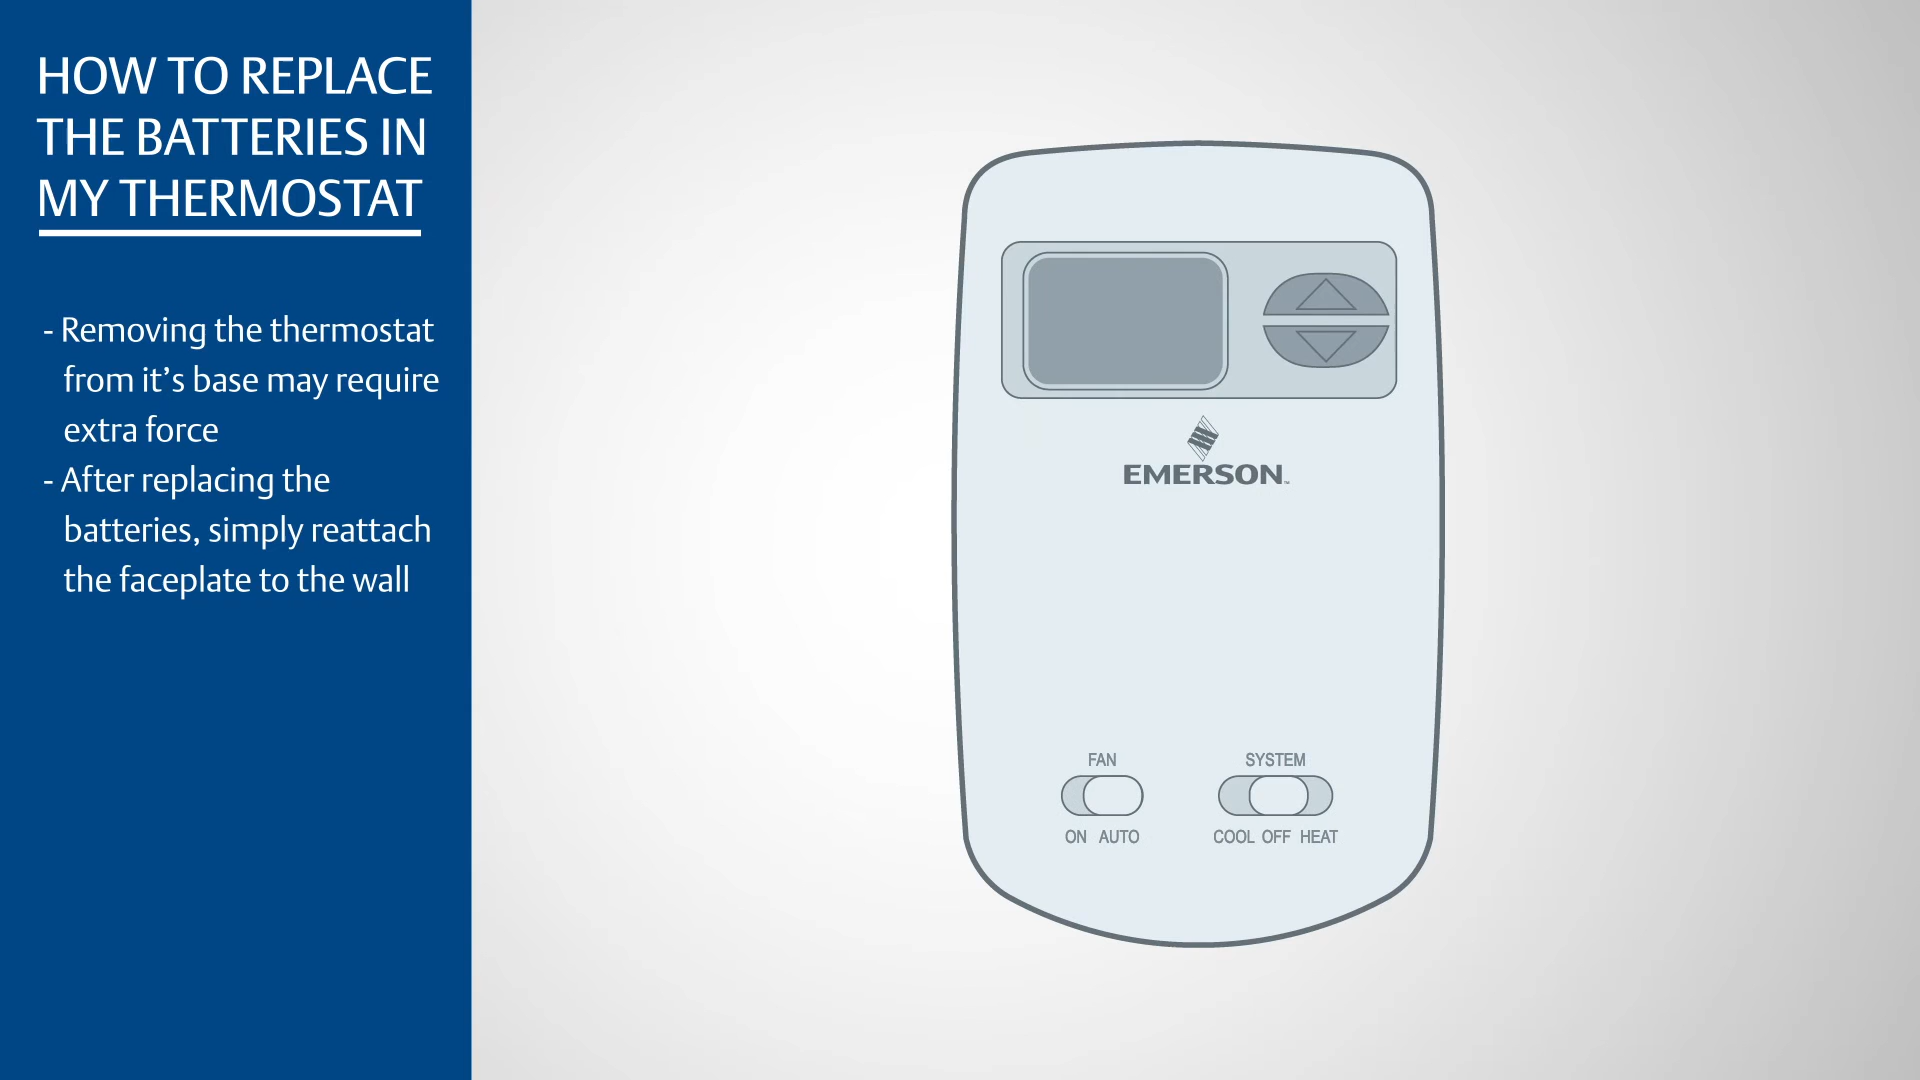 HOW TO REPLACE
THE BATTERIES IN
MY THERMOSTAT
- Removing the thermostat
from it’s base may require
extra force
- After replacing the
batteries, simply reattach
the faceplate to the wall
EMERSON™
FAN
ON AUTO
SYSTEM
COOL OFF HEAT